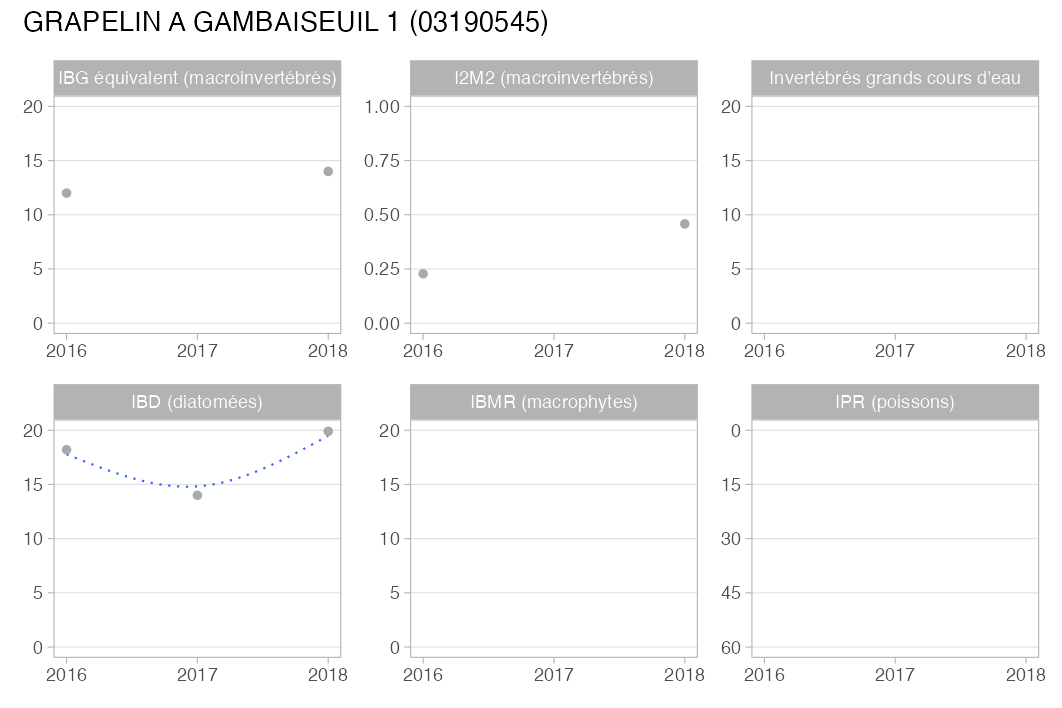 GRAPELIN A GAMBAISEUIL 1 (03190545)
IBG équivalent (macroinvertébrés)
20
15
10
5
0
2016 2017 2018
I2M2 (macroinvertébrés)
1.00
0.75
0.50
0.25
0.00
2016 2017 2018
Invertébrés grands cours d'eau
20
15
10
5
0
2016 2017 2018
IBD (diatomées)
20
15
10
5
0
2016 2017 2018
IBMR (macrophytes)
20
15
10
5
0
2016 2017 2018
IPR (poissons)
0
15
30
45
60
2016 2017 2018